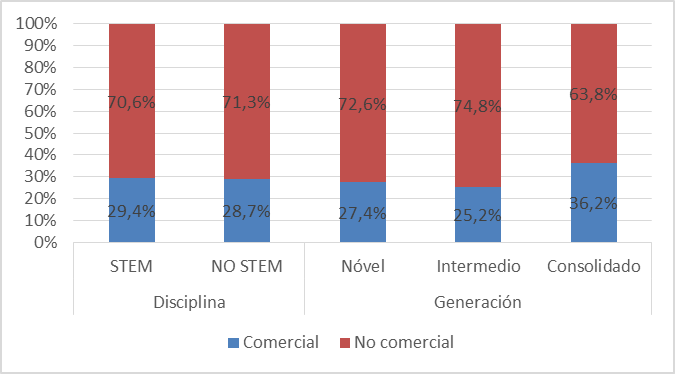 100%
90%
80%
70%
60%
50%
40%
30%
20%
10%
0%
70,6% 71,3% 72,6% 74,8% 63,8%
29,4% 28,7% 27,4% 25,2% 36,2%
STEM NO STEM Nóvel Intermedio Consolidado
Disciplina Generación
Comercial No comercial